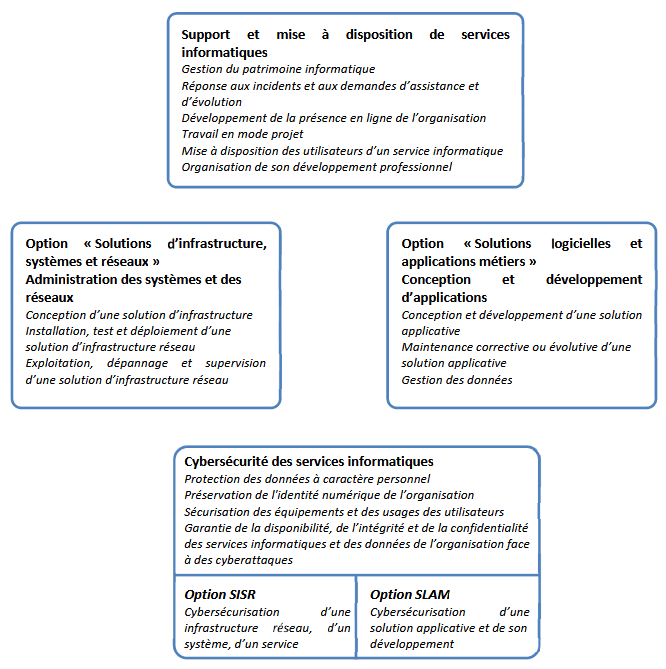 Support et mise à disposition de services
informatiques
Gestion du patrimoine informatique
Réponse aux incidents et aux demandes d'assistance et
d'évolution
Développement de la présence en ligne de l'organisation
Travail en mode projet
Mise à disposition des utilisateurs d'un service informatique
Organisation de son développement professionnel
Option « Solutions d'infrastructure,
systèmes et réseaux »
Administration des systèmes et des
réseaux
Conception d'une solution d'infrastructure
Installation, test et déploiement d'une
solution d'infrastructure réseau
Exploitation, dépannage et supervision
d'une solution d'infrastructure réseau
Option « Solutions logicielles et
applications métiers »
Conception et développement
d'applications
Conception et développement d'une solution
applicative
Maintenance corrective ou évolutive d'une
solution applicative
Gestion des données
Cybersécurité des services informatiques
Protection des données à caractère personnel
Préservation de l'identité numérique de l'organisation
Sécurisation des équipements et des usages des utilisateurs
Garantie de la disponibilité, de l'intégrité et de la confidentialité
des services informatiques et des données de l'organisation face
à des cyberattaques
Option SISR
Cybersécurisation d'une
infrastructure réseau, d'un
système, d'un service
Option SLAM
Cybersécurisation d'une
solution applicative et de son
développement